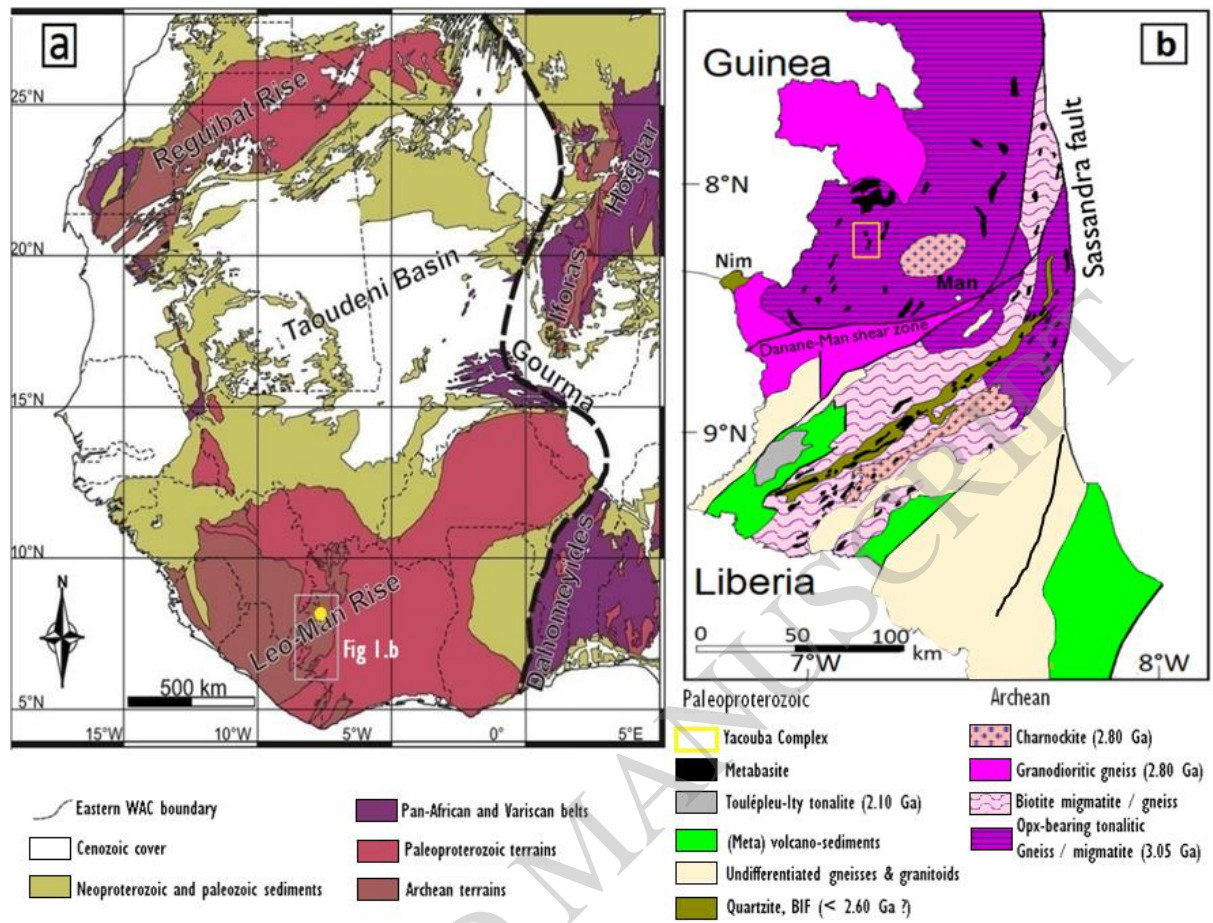 a
25°N
20°N
15°N
10°N
5°N
15°W
10°W
5°W
0°
5°E
Reguibat Rise
Hoggar
Iforas
Taoudeni Basin
Gourma
Dahomeyides
Leo-Man Rise
Fig 1.b
N
500 km
Eastern WAC boundary
Cenozoic cover
Neoproterozoic and paleozoic sediments
Pan-African and Variscan belts
Paleoproterozoic terrains
Archean terrains
b
Guinea
8°N
Sassandra fault
Nim
Man
Danane-Man shear zone
9°N
Liberia
0 50 100
km
7°W
8°W
Paleoproterozoic
Yacouba Complex
Metabasite
Toulépleu-Ity tonalite (2.10 Ga)
(Meta) volcano-sediments
Undifferentiated gneisses & granitoids
Quartzite, BIF (< 2.60 Ga ?)
Archean
Charnockite (2.80 Ga)
Granodioritic gneiss (2.80 Ga)
Biotite migmatite / gneiss
Opx-bearing tonalitic
Gneiss / migmatite (3.05 Ga)
D MANUSCRIPT